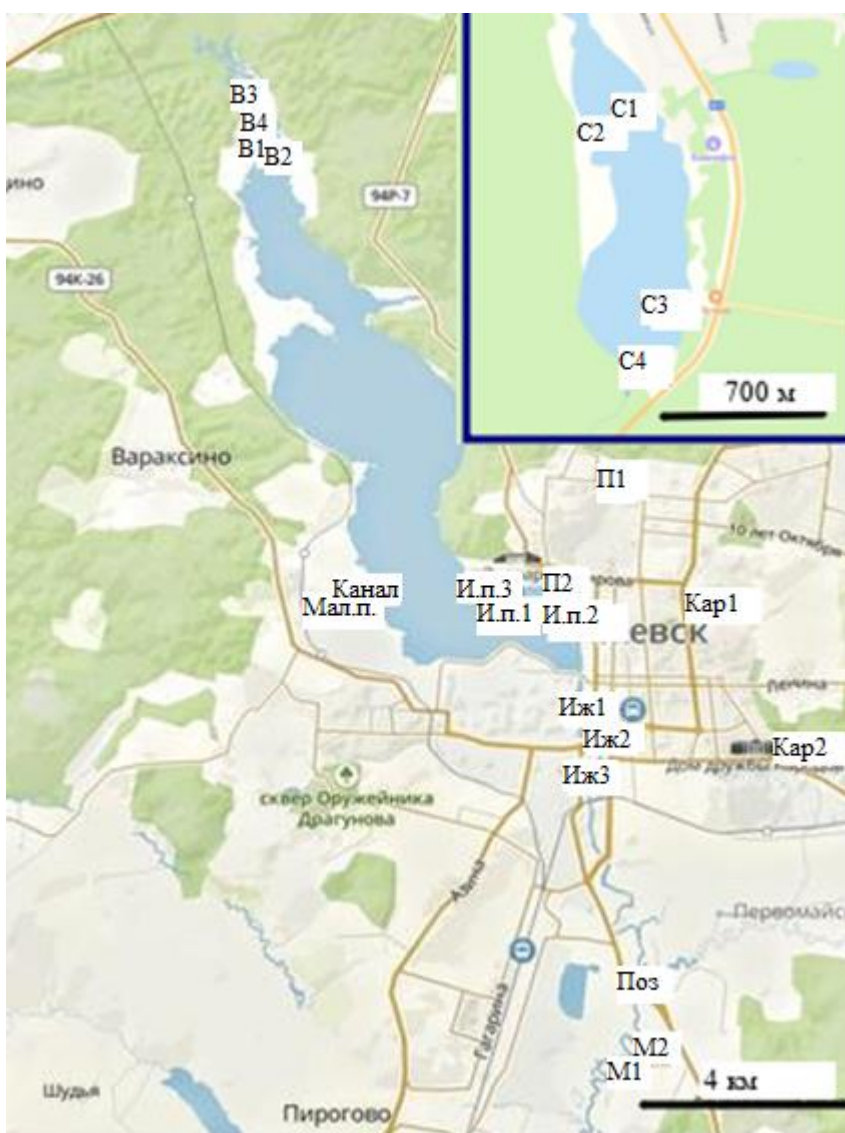 В3
В4
В1
В2
С1
С2
С3
С4
700 м
94Р-7
94К-26
ино
Вараксино
П1
10 лет Октября
Канал
Мал.п.
И.п.3
П2
рова
И.п.1
И.п.2
Кар1
евск
Ленина
Иж1
Иж2
Кар2
Дом дружбы
Иж3
сквер Оружейника
Драгунова
Азина
Первомайс
Гагарина
Поз
М2
М1
4 км
Шудья
Пирогово